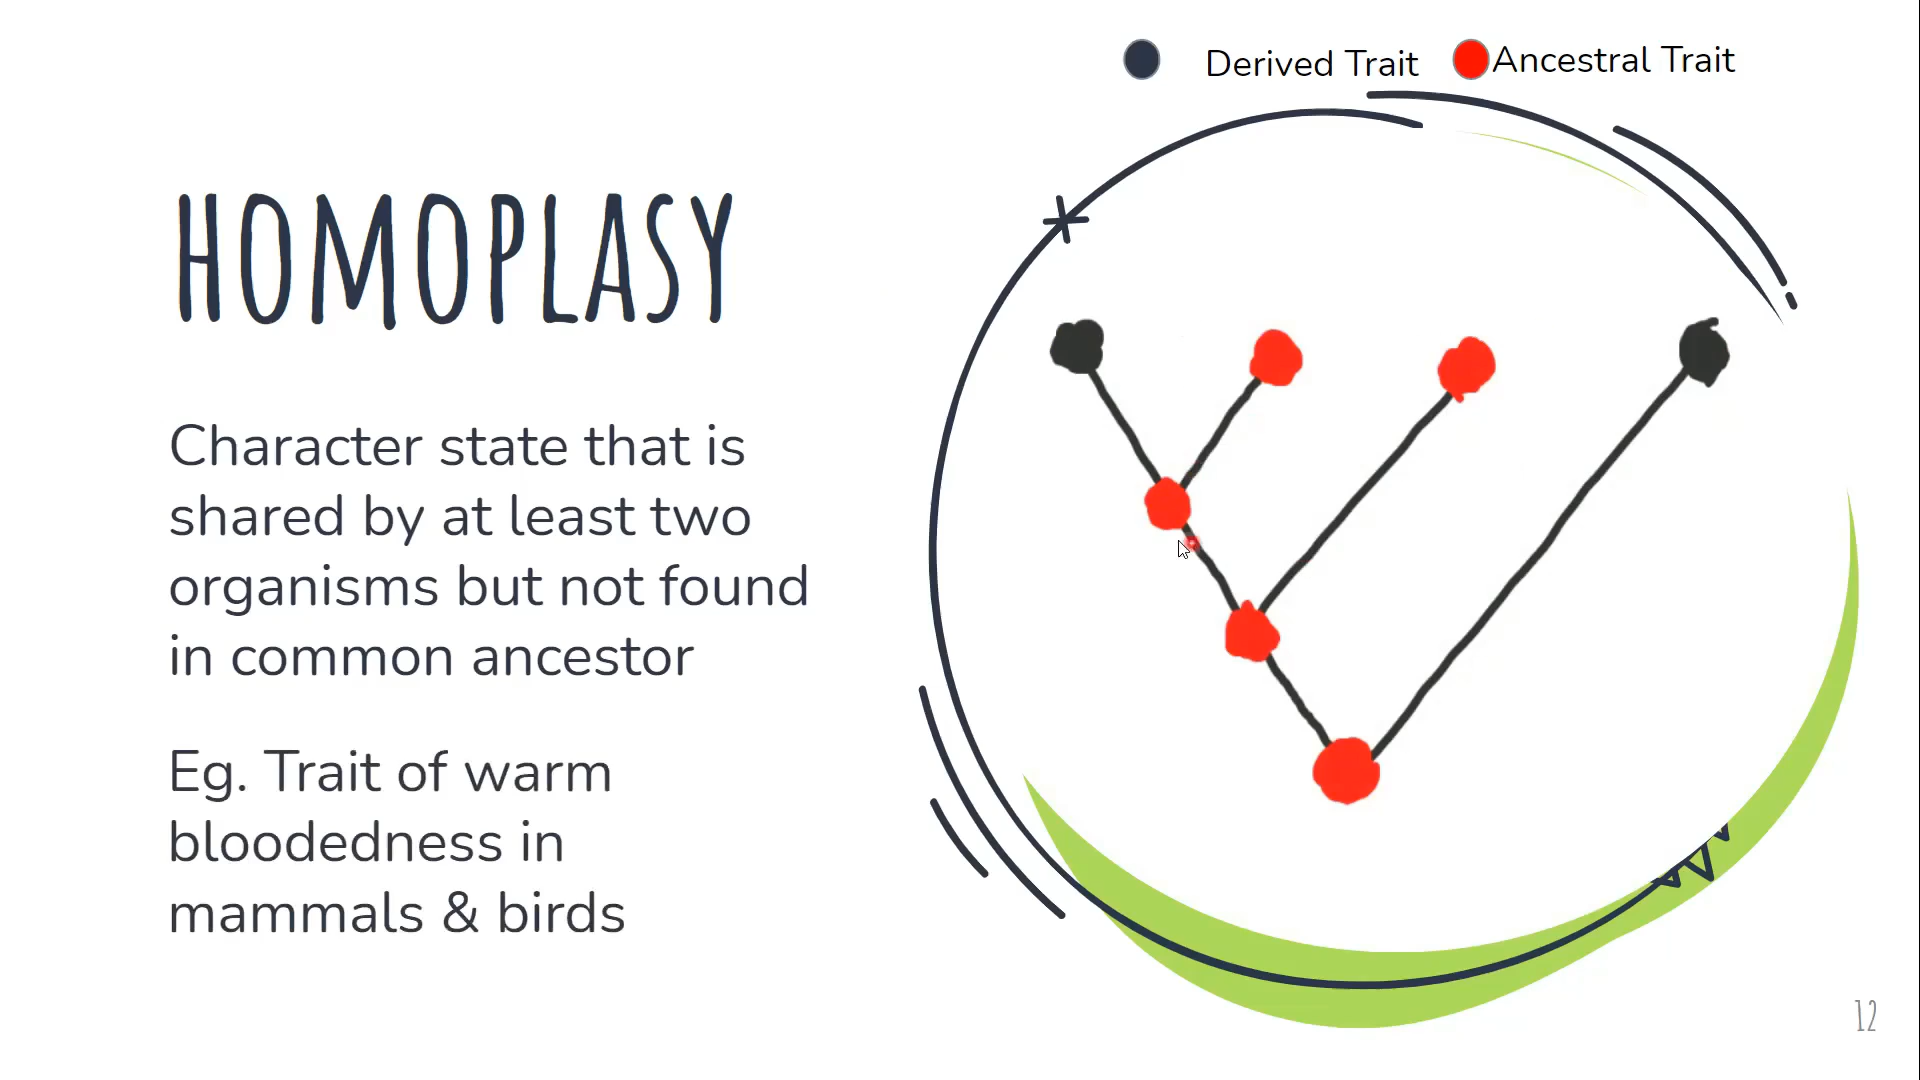 Derived Trait
Ancestral Trait
HOMOPLASY
Character state that is
shared by at least two
organisms but not found
in common ancestor
Eg. Trait of warm
bloodedness in
mammals & birds
12